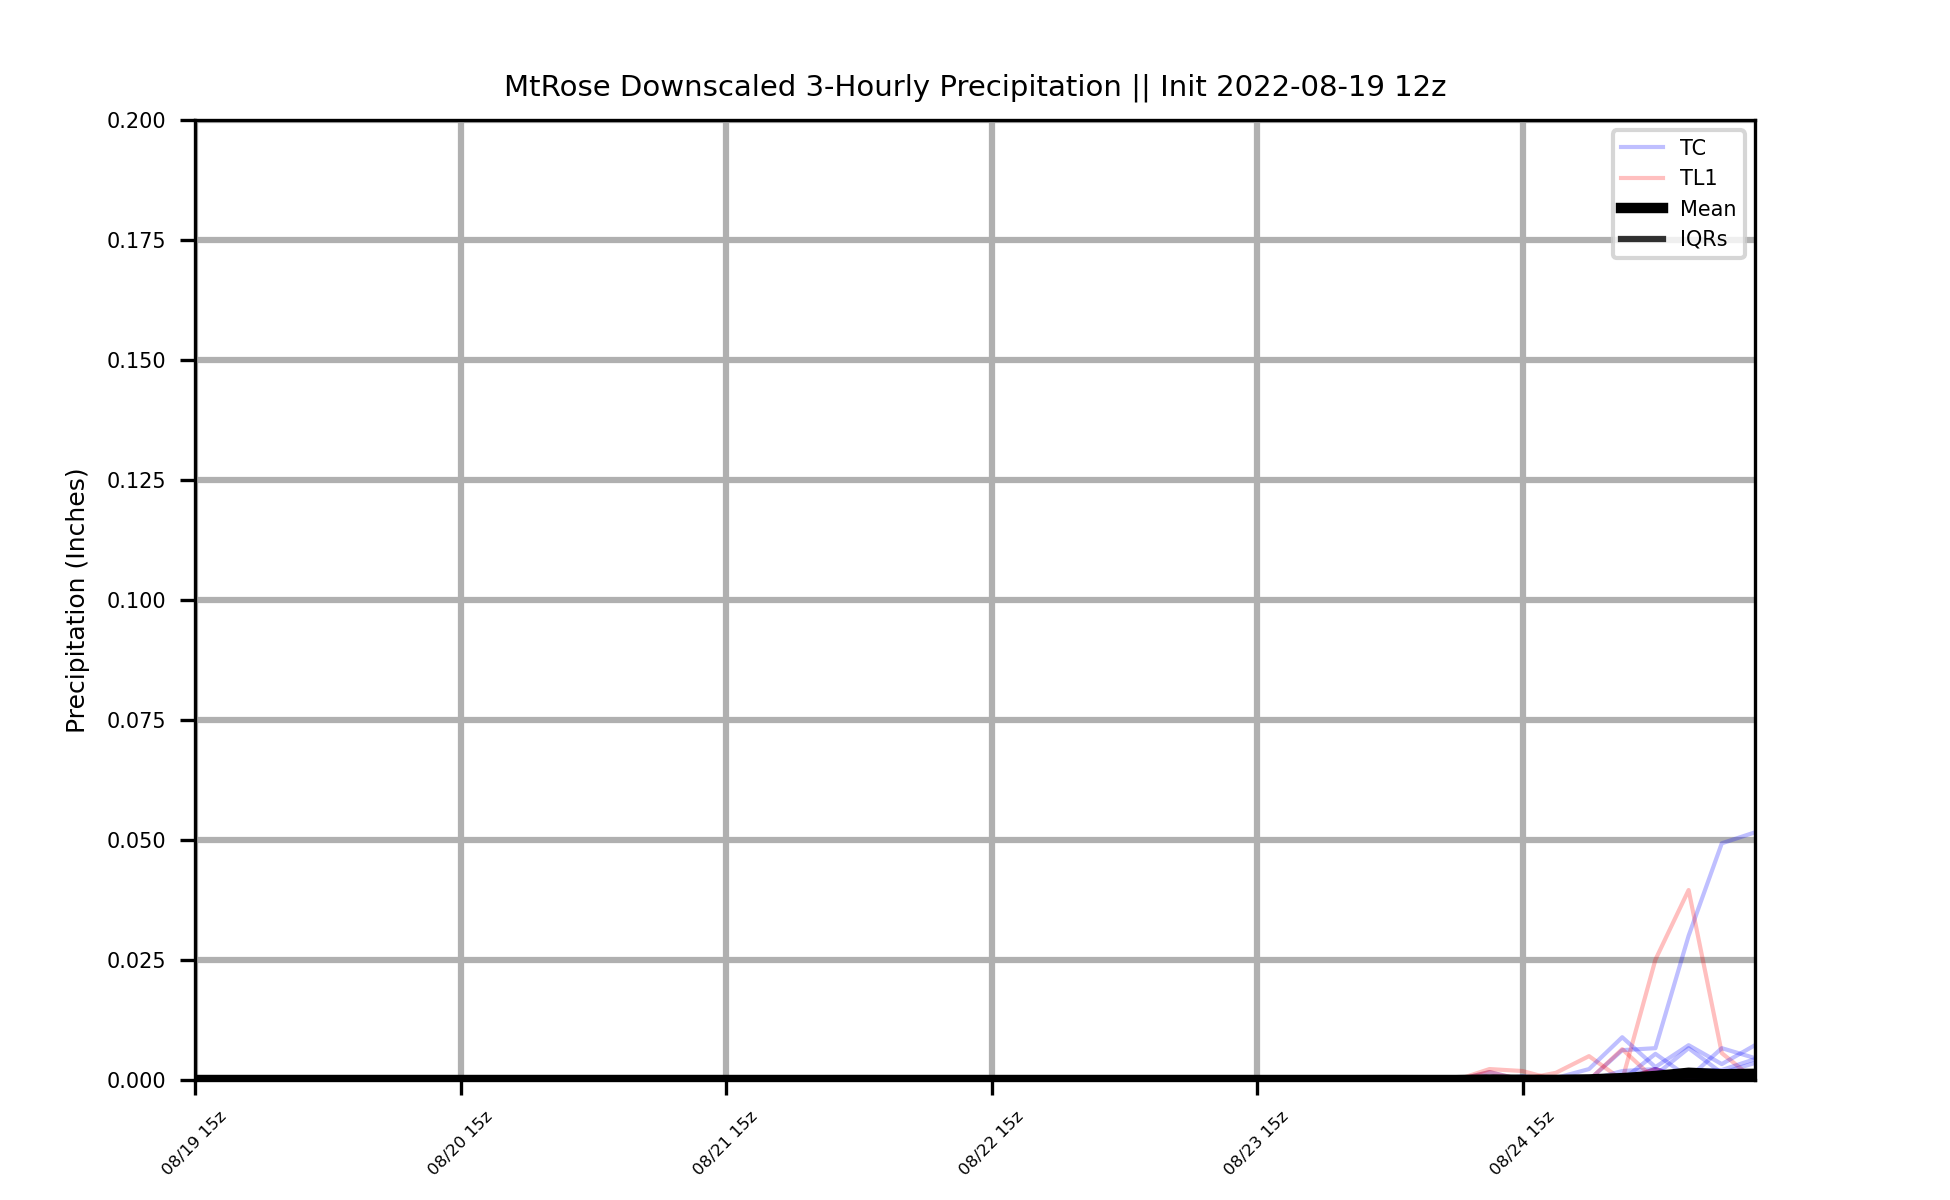 MtRose Downscaled 3-Hourly Precipitation || Init 2022-08-19 12z
0.200
0.175
0.150
0.125
0.100
0.075
0.050
0.025
0.000
Precipitation (Inches)
TC
TL1
Mean
IQRs
08/19 15z
08/20 15z
08/21 15z
08/22 15z
08/23 15z
08/24 15z